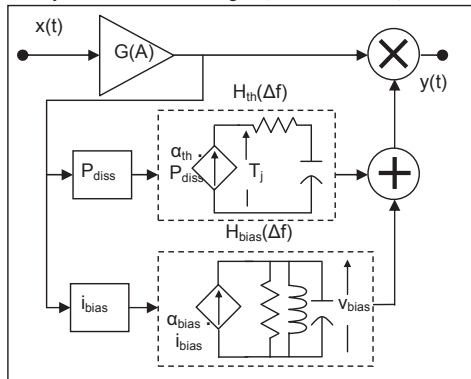 x(t)
G(A)
y(t)
H_th(Δf)
P_diss
α_th .
P_diss
T_j
H_bias(Δf)
i_bias
α_bias .
i_bias
v_bias